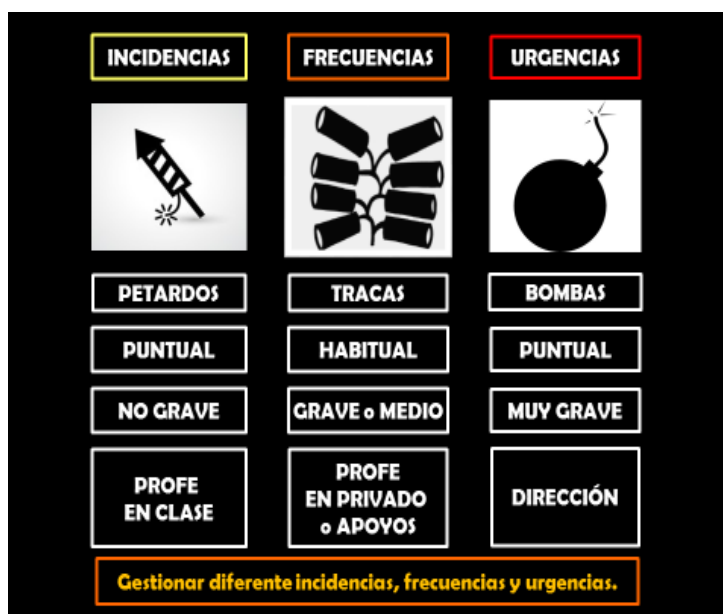 INCIDENCIAS
FRECUENCIAS
URGENCIAS
PETARDOS
TRACAS
BOMBAS
PUNTUAL
HABITUAL
PUNTUAL
NO GRAVE
GRAVE o MEDIO
MUY GRAVE
PROFE
EN CLASE
PROFE
EN PRIVADO
o APOYOS
DIRECCIÓN
Gestionar diferente incidencias, frecuencias y urgencias.